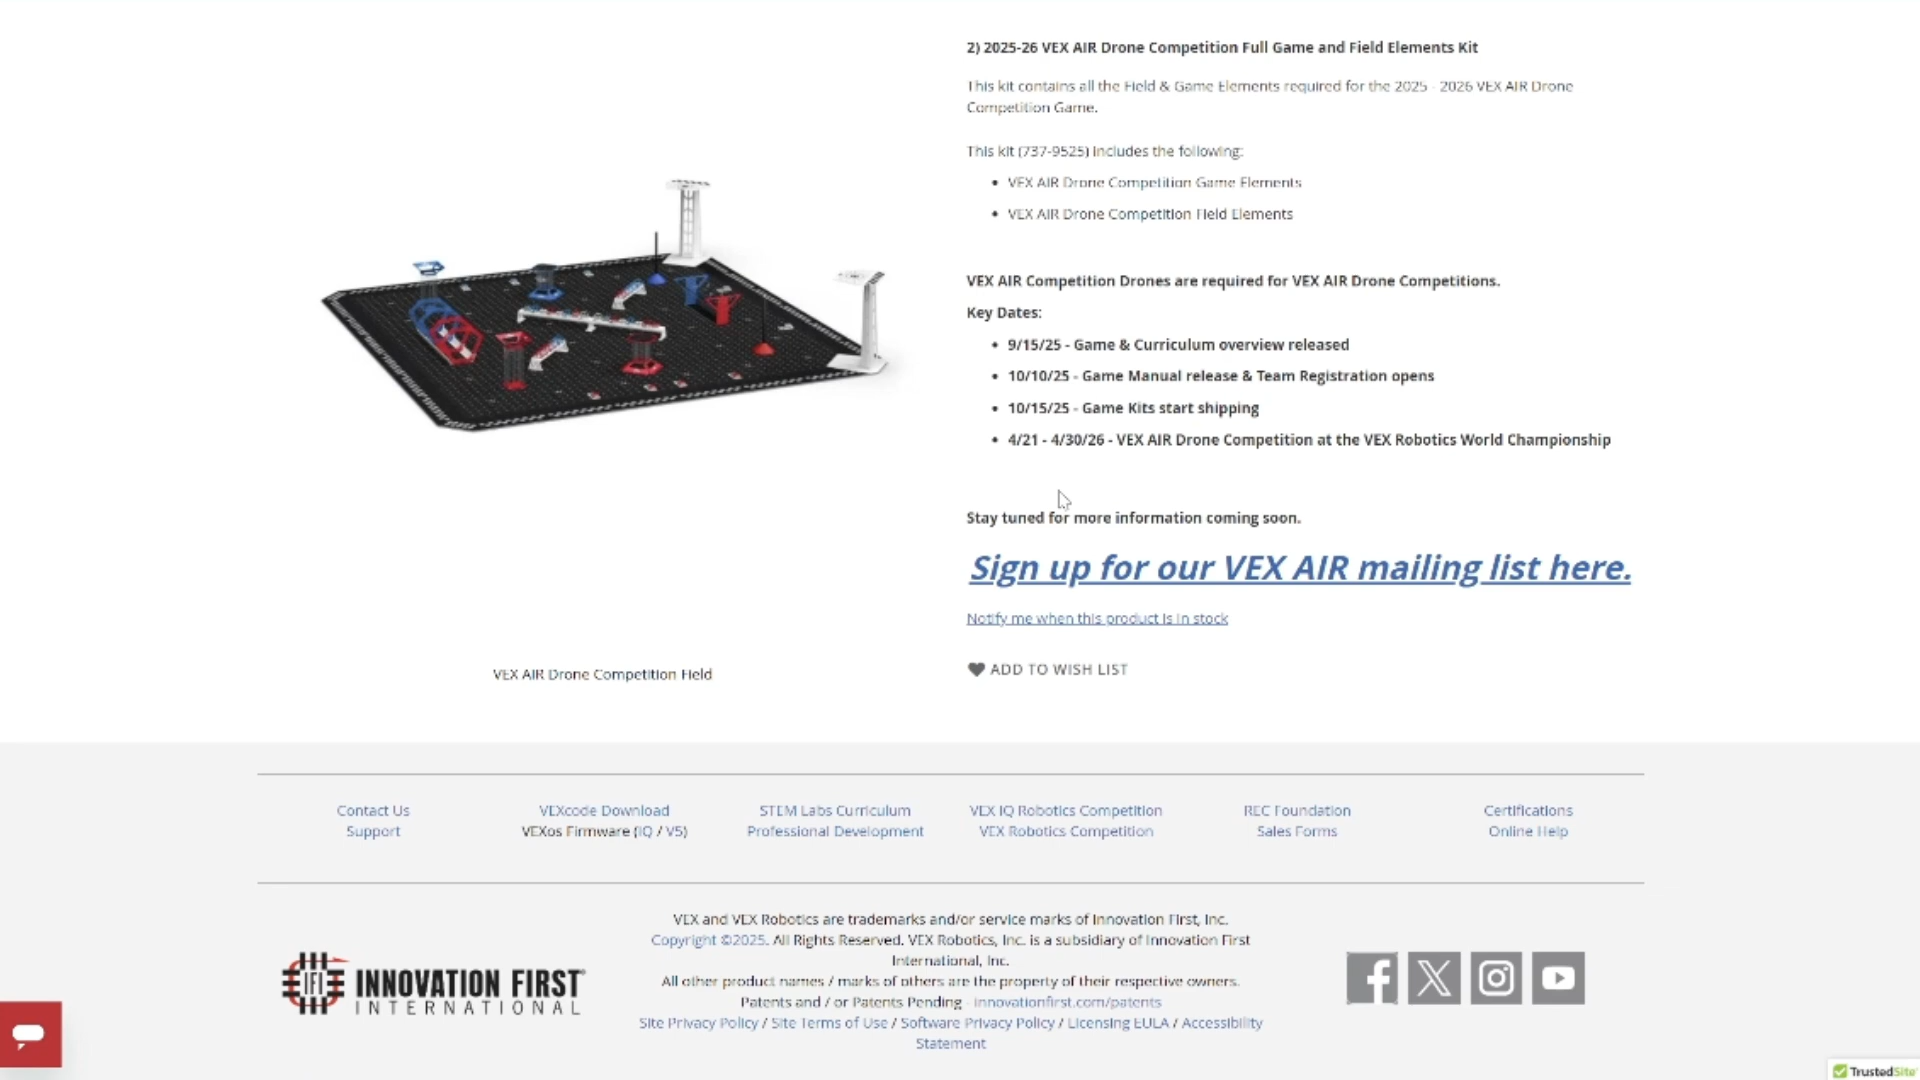 2) 2025-26 VEX AIR Drone Competition Full Game and Field Elements Kit
This kit contains all the Field & Game Elements required for the 2025 - 2026 VEX AIR Drone
Competition Game.
This kit (737-9525) includes the following:
VEX AIR Drone Competition Game Elements
VEX AIR Drone Competition Field Elements
VEX AIR Competition Drones are required for VEX AIR Drone Competitions.
Key Dates:
9/15/25 - Game & Curriculum overview released
10/10/25 - Game Manual release & Team Registration opens
10/15/25 - Game Kits start shipping
4/21 - 4/30/26 - VEX AIR Drone Competition at the VEX Robotics World Championship
Stay tuned for more information coming soon.
Sign up for our VEX AIR mailing list here.
Notify me when this product is in stock
ADD TO WISH LIST
VEX AIR Drone Competition Field
Contact Us
Support
VEXcode Download
VEXos Firmware (IQ / V5)
STEM Labs Curriculum
Professional Development
VEX IQ Robotics Competition
VEX Robotics Competition
REC Foundation
Sales Forms
Certifications
Online Help
IFI INNOVATION FIRST
INTERNATIONAL
VEX and VEX Robotics are trademarks and/or service marks of Innovation First, Inc.
Copyright ©2025. All Rights Reserved. VEX Robotics, Inc. is a subsidiary of Innovation First
International, Inc.
All other product names / marks of others are the property of their respective owners.
Patents and / or Patents Pending - innovationfirst.com/patents
Site Privacy Policy / Site Terms of Use / Software Privacy Policy / Licensing EULA / Accessibility
Statement
TrustedSite